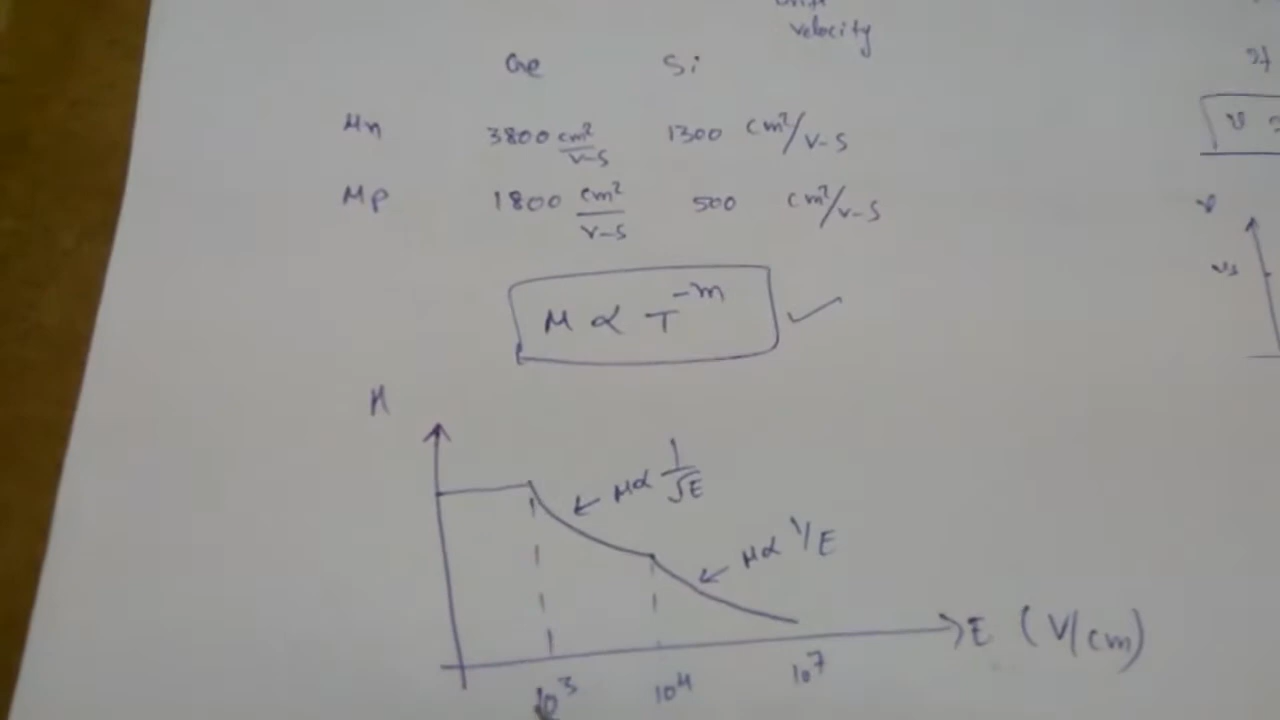 velocity
Ge Si
μn 3800 cm²/V-S 1300 cm²/V-S
μp 1800 cm²/V-S 500 cm²/V-S
μ ∝ T^-m
μ
μ ∝ 1/√E
μ ∝ 1/E
E (V/cm)
10³ 10⁴ 10⁷
v
v
vs